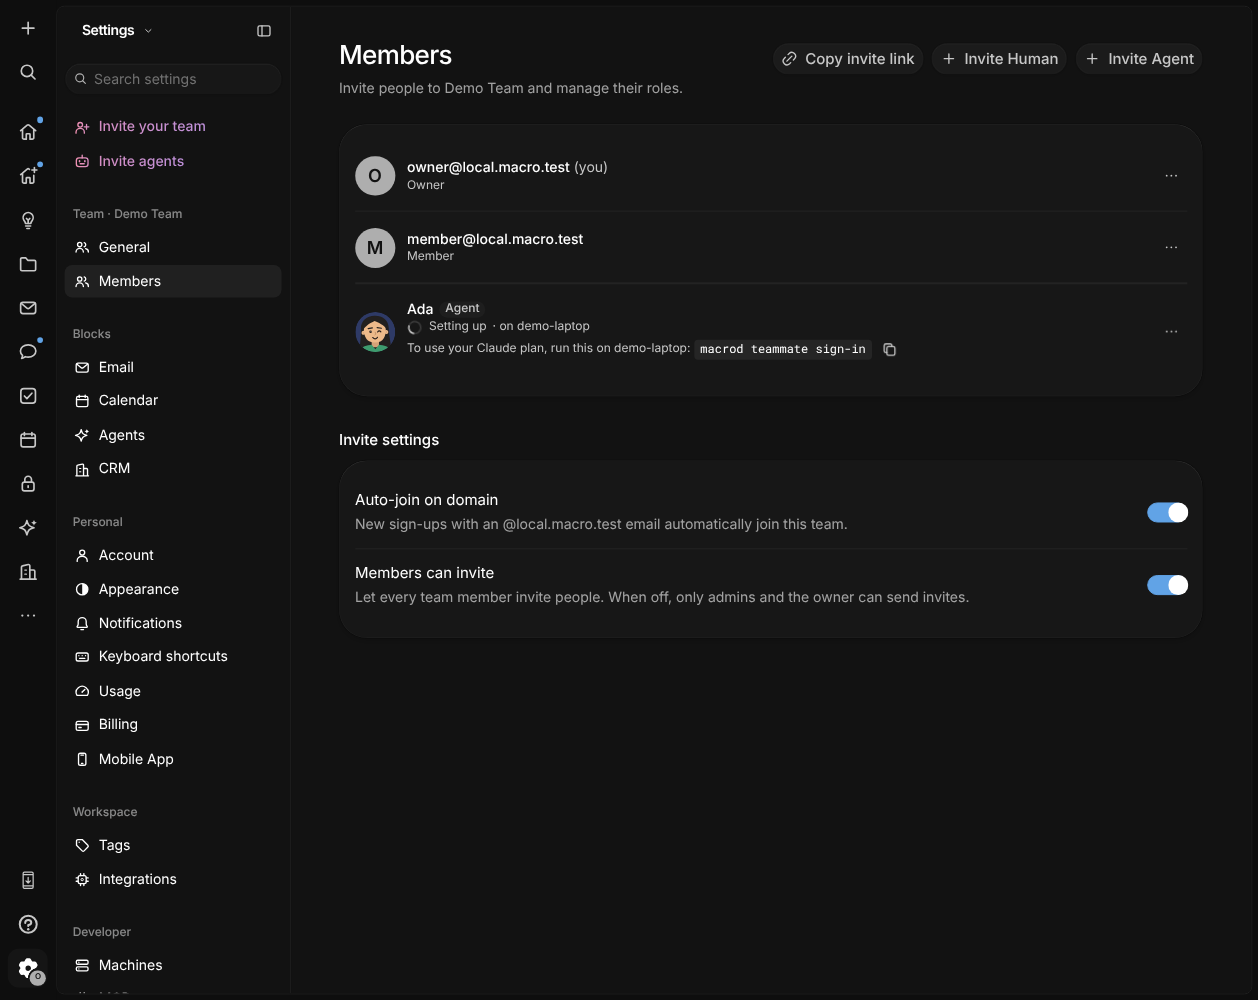 Settings
Search settings
Invite your team
Invite agents
Team · Demo Team
General
Members
Blocks
Email
Calendar
Agents
CRM
Personal
Account
Appearance
Notifications
Keyboard shortcuts
Usage
Billing
Mobile App
Workspace
Tags
Integrations
Developer
Machines
O
Members
Copy invite link
Invite Human
Invite Agent
Invite people to Demo Team and manage their roles.
O
owner@local.macro.test (you)
Owner
M
member@local.macro.test
Member
Ada Agent
Setting up · on demo-laptop
To use your Claude plan, run this on demo-laptop: macrod teammate sign-in
Invite settings
Auto-join on domain
New sign-ups with an @local.macro.test email automatically join this team.
Members can invite
Let every team member invite people. When off, only admins and the owner can send invites.